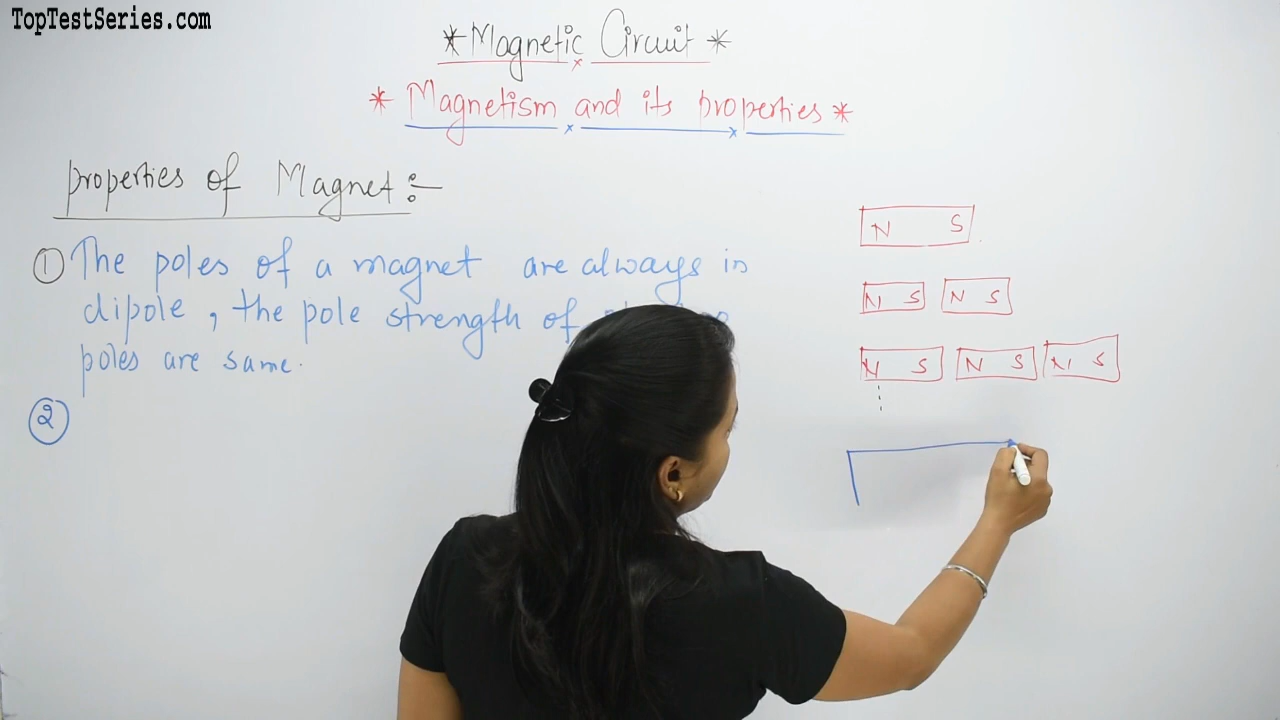 TopTestSeries.com
* Magnetic Circuit *
* Magnetism and its properties *
properties of Magnet :-
① The poles of a magnet are always in
dipole, the pole strength of
poles are same.
②
N S
N S N S
N S N S N S